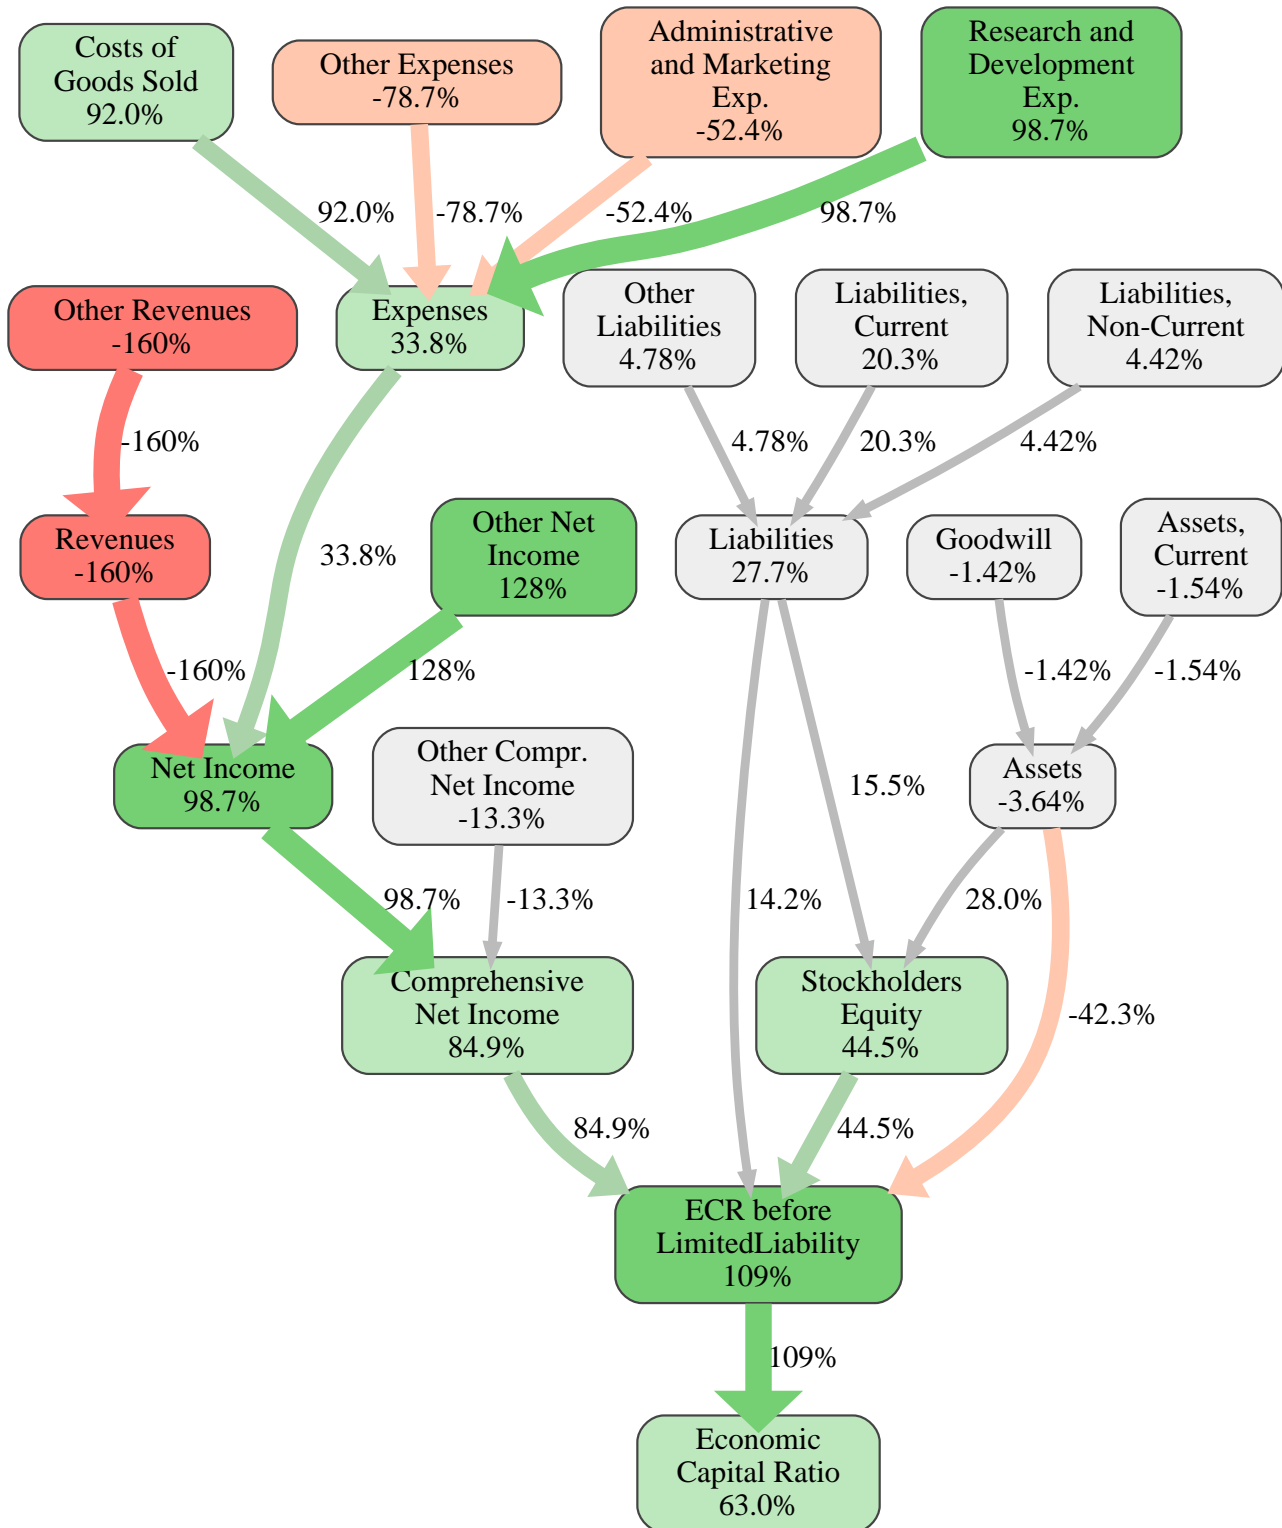 Costs of
Goods Sold
92.0%
Other Expenses
-78.7%
Administrative
and Marketing
Exp.
-52.4%
Research and
Development
Exp.
98.7%
92.0%
-78.7%
-52.4%
98.7%
Other Revenues
-160%
Expenses
33.8%
Other
Liabilities
4.78%
Liabilities,
Current
20.3%
Liabilities,
Non-Current
4.42%
-160%
4.78%
20.3%
4.42%
Revenues
-160%
33.8%
Other Net
Income
128%
Liabilities
27.7%
Goodwill
-1.42%
Assets,
Current
-1.54%
-160%
128%
-1.42%
-1.54%
Net Income
98.7%
Other Compr.
Net Income
-13.3%
15.5%
Assets
-3.64%
98.7%
-13.3%
14.2%
28.0%
Comprehensive
Net Income
84.9%
Stockholders
Equity
44.5%
-42.3%
84.9%
44.5%
ECR before
LimitedLiability
109%
109%
Economic
Capital Ratio
63.0%